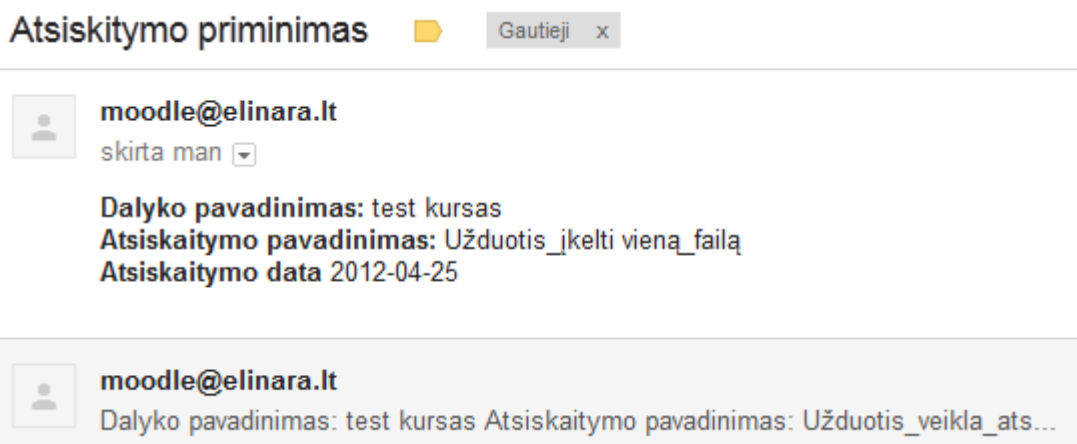 Atsiskitymo priminimas Gautieji x
moodle@elinara.lt
skirta man
Dalyko pavadinimas: test kursas
Atsiskaitymo pavadinimas: Užduotis_įkelti vieną_failą
Atsiskaitymo data 2012-04-25
moodle@elinara.lt
Dalyko pavadinimas: test kursas Atsiskaitymo pavadinimas: Užduotis_veikla_ats...